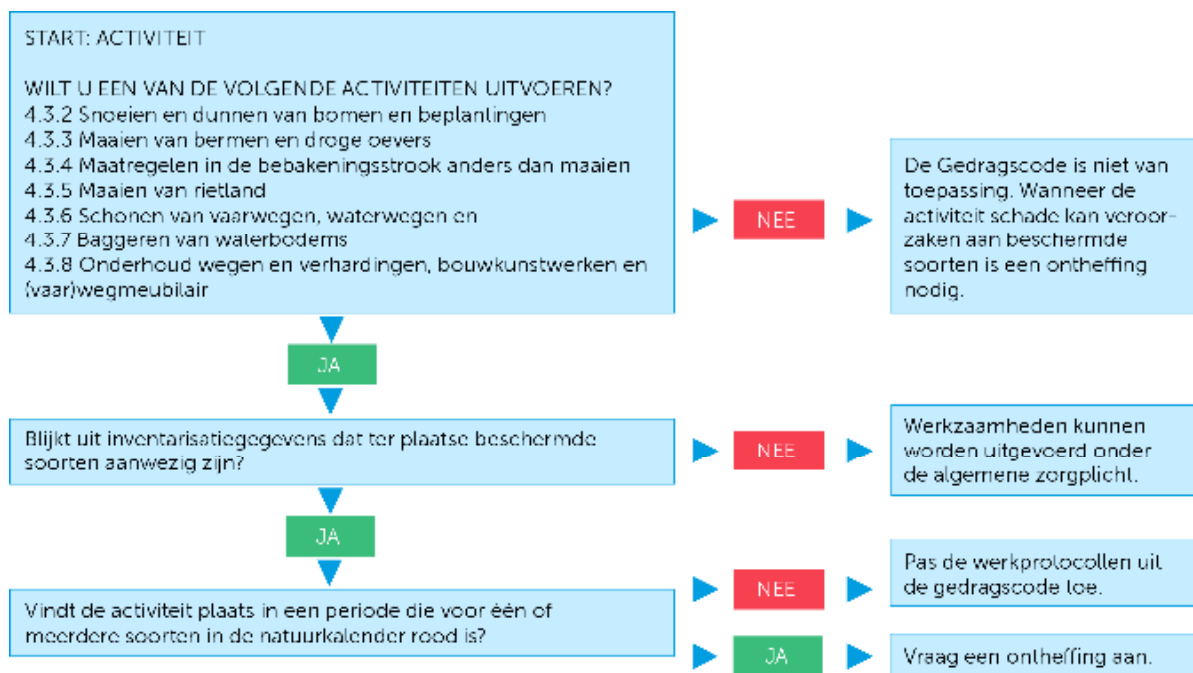 START: ACTIVITEIT
WILT U EEN VAN DE VOLGENDE ACTIVITEITEN UITVOEREN?
4.3.2 Snoeien en dunnen van bomen en beplantingen
4.3.3 Maaien van bermen en droge oevers
4.3.4 Maatregelen in de bebakeningsstrook anders dan maaien
4.3.5 Maaien van rietland
4.3.6 Schonen van vaarwegen, waterwegen en
4.3.7 Baggeren van waterbodems
4.3.8 Onderhoud wegen en verhardingen, bouwkunstwerken en
(vaar)wegmeubilair
NEE
De Gedragscode is niet van
toepassing. Wanneer de
activiteit schade kan veroor-
zaken aan beschermde
soorten is een ontheffing
nodig.
JA
Blijkt uit inventarisatiegegevens dat ter plaatse beschermde
soorten aanwezig zijn?
NEE
Werkzaamheden kunnen
worden uitgevoerd onder
de algemene zorgplicht.
JA
Vindt de activiteit plaats in een periode die voor één of
meerdere soorten in de natuurkalender rood is?
NEE
Pas de werkprotocollen uit
de gedragscode toe.
JA
Vraag een ontheffing aan.